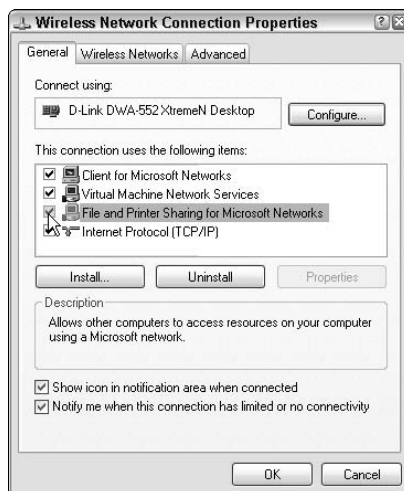 Wireless Network Connection Properties
General Wireless Networks Advanced
Connect using:
D-Link DWA-552 XtremeN Desktop Configure...
This connection uses the following items:
Client for Microsoft Networks
Virtual Machine Network Services
File and Printer Sharing for Microsoft Networks
Internet Protocol (TCP/IP)
Install... Uninstall Properties
Description
Allows other computers to access resources on your computer
using a Microsoft network.
Show icon in notification area when connected
Notify me when this connection has limited or no connectivity
OK Cancel